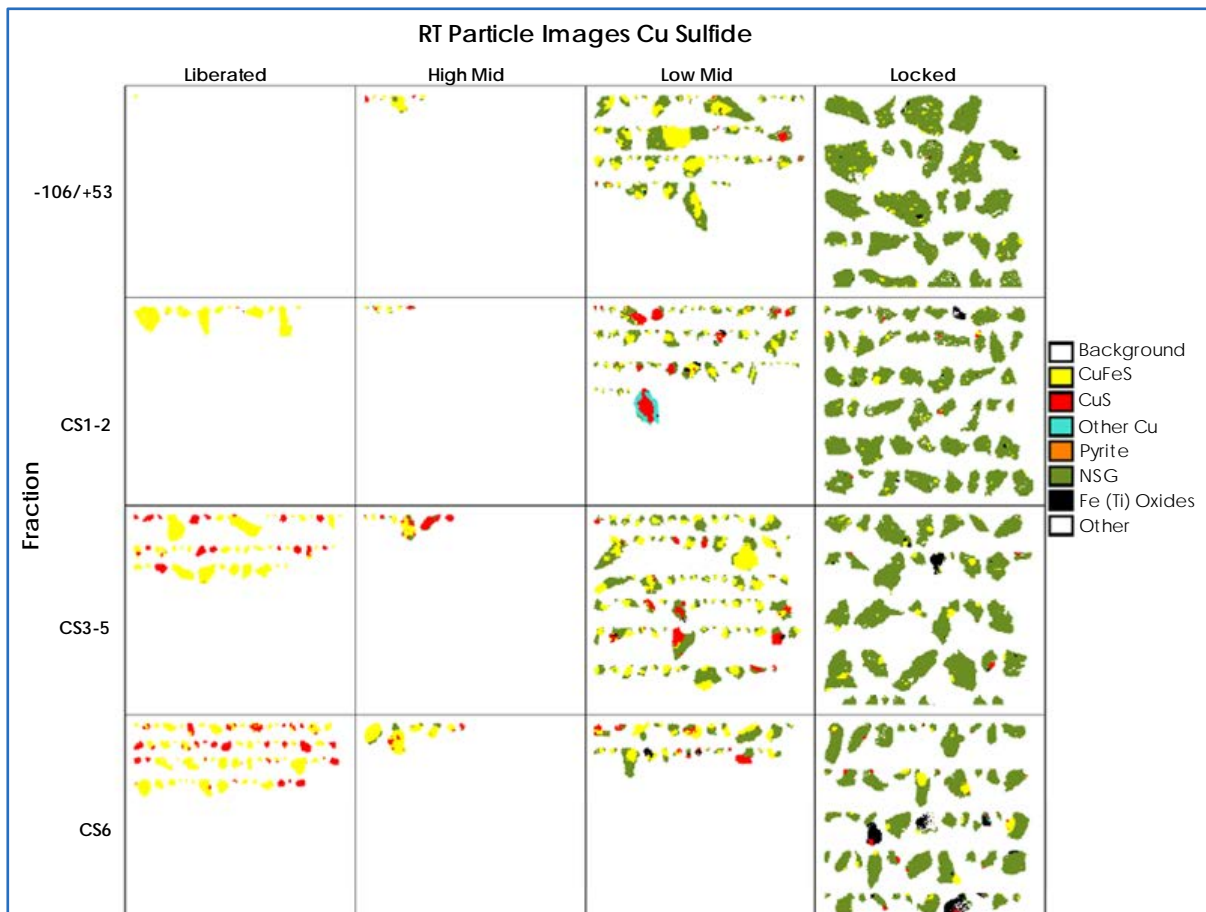 RT Particle Images Cu Sulfide
Liberated
High Mid
Low Mid
Locked
-106/+53
CS1-2
CS3-5
CS6
Fraction
Background
CuFeS
CuS
Other Cu
Pyrite
NSG
Fe (Ti) Oxides
Other